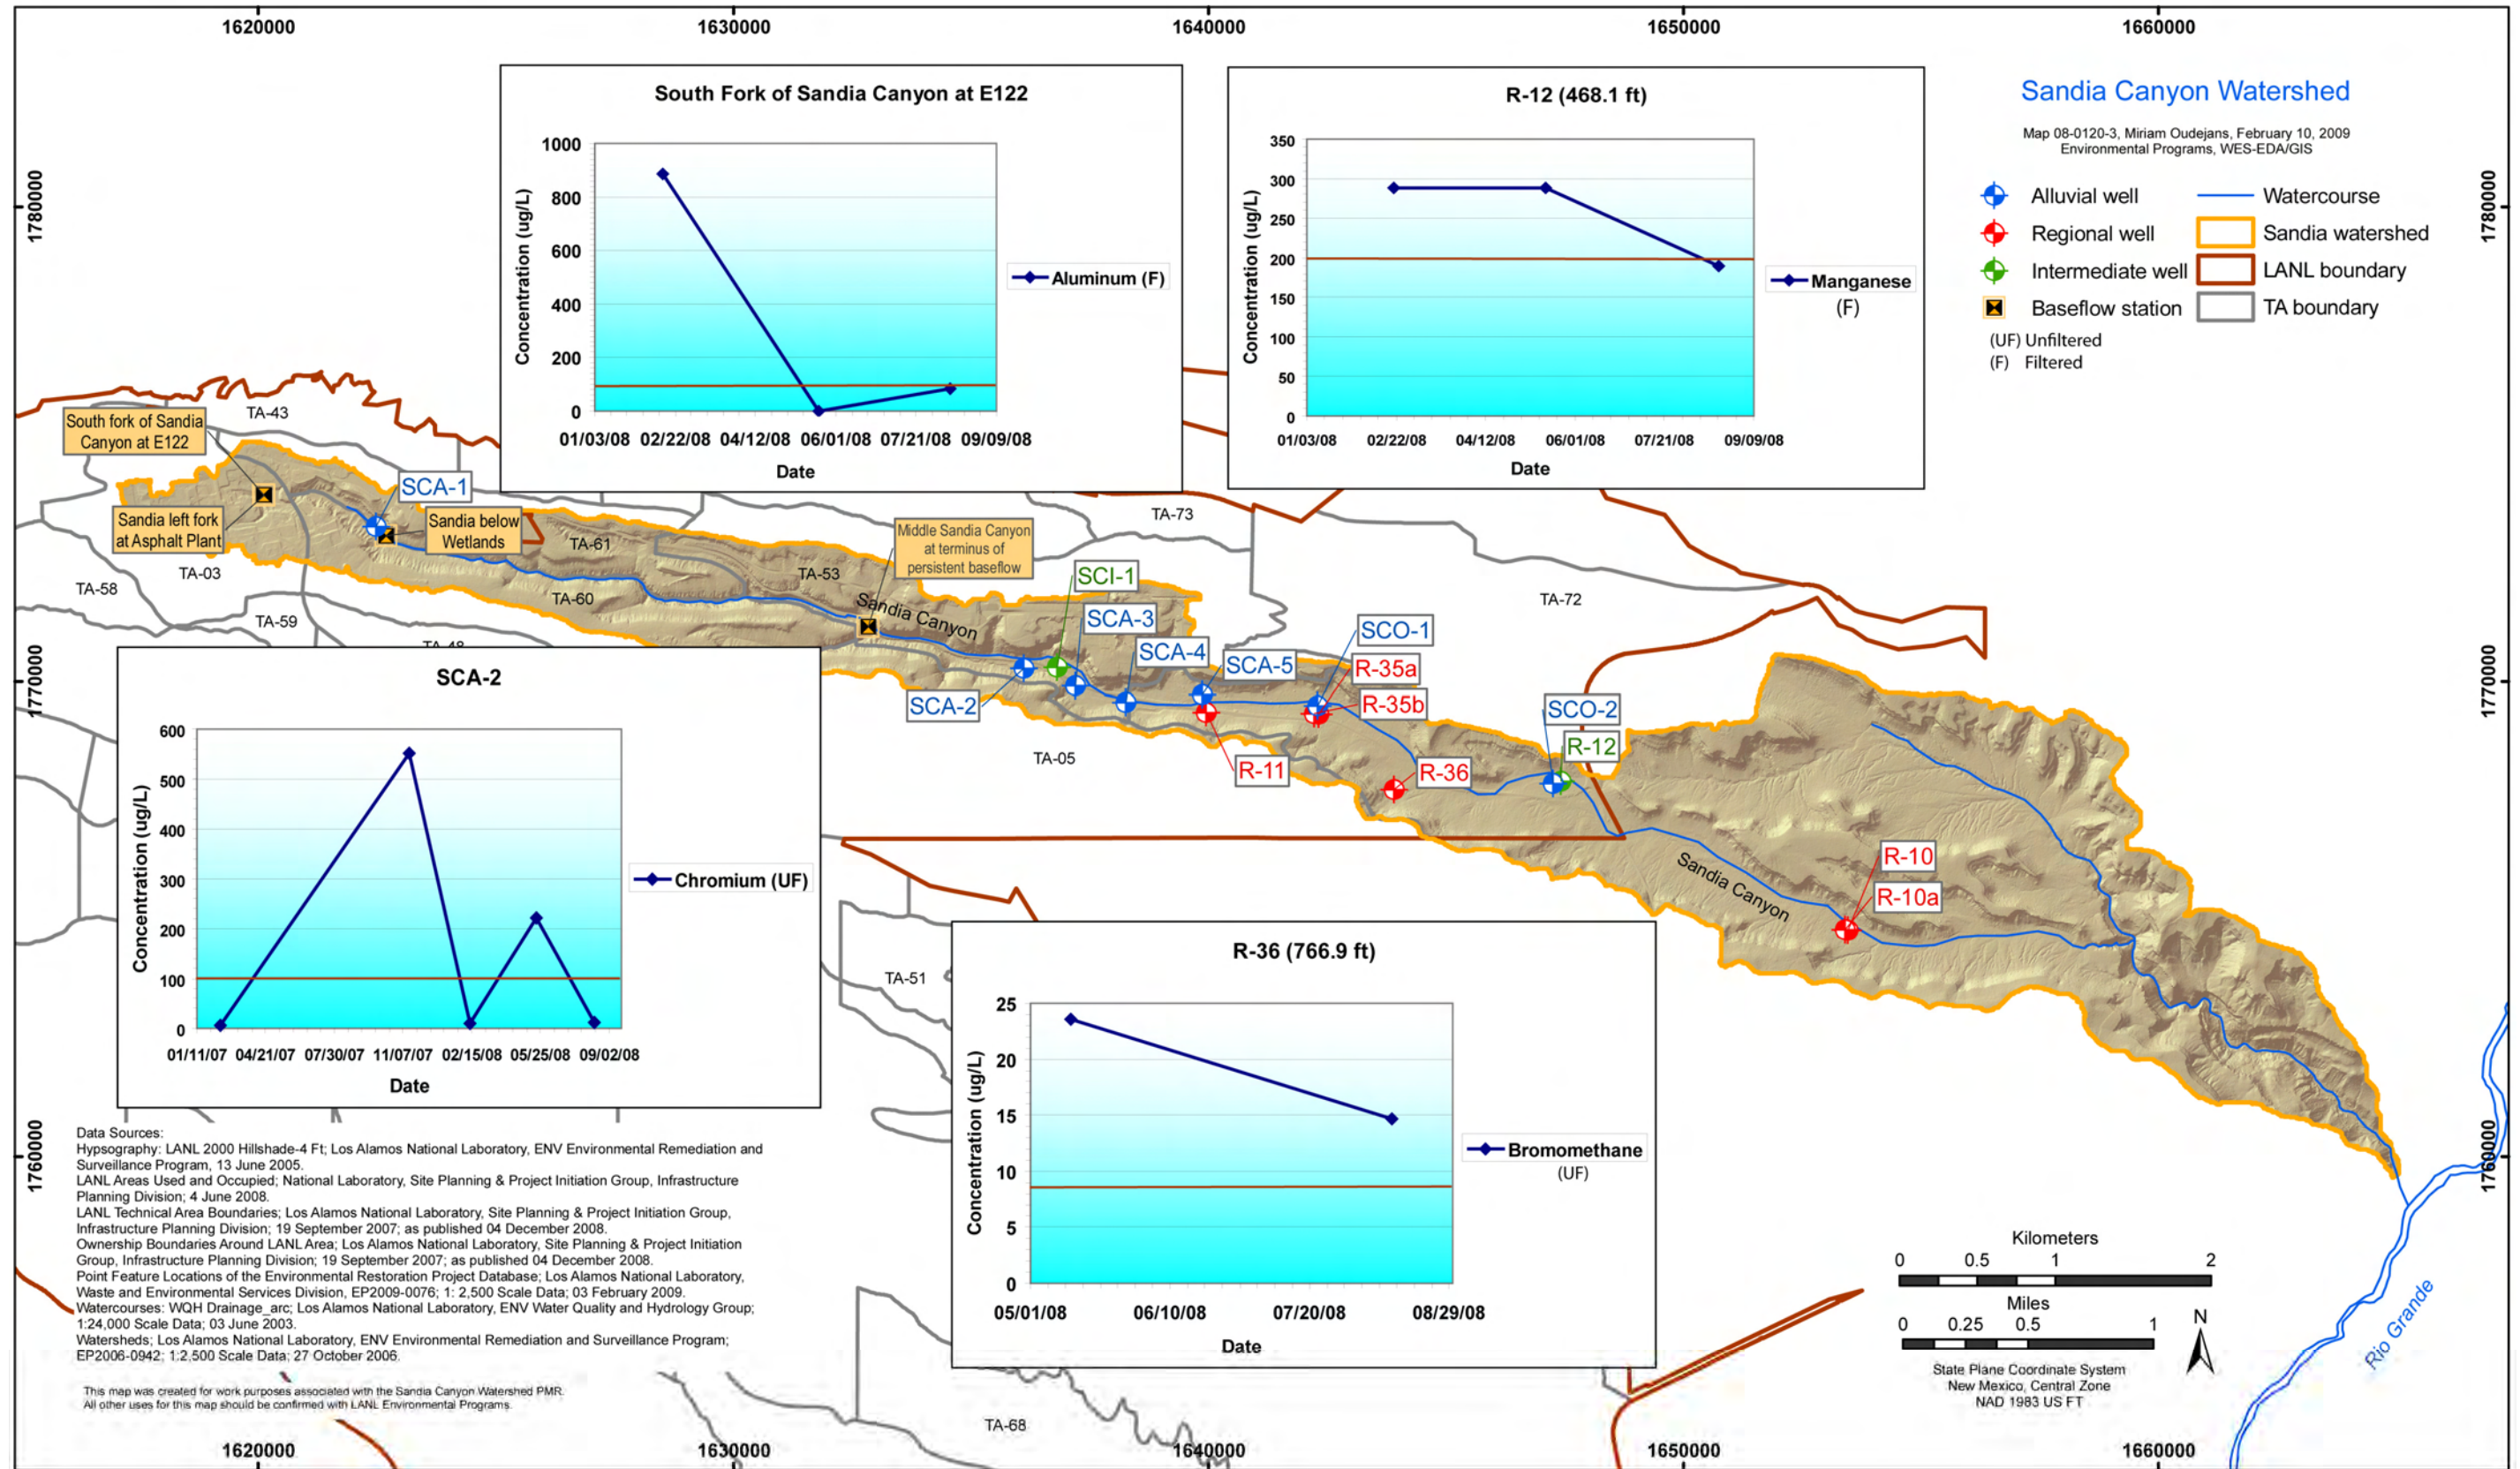 1620000
1630000
1640000
1650000
1660000
1780000
1770000
1760000
1780000
1770000
1760000
South Fork of Sandia Canyon at E122
Concentration (ug/L)
1000
800
600
400
200
0
01/03/08 02/22/08 04/12/08 06/01/08 07/21/08 09/09/08
Date
Aluminum (F)
R-12 (468.1 ft)
Concentration (ug/L)
350
300
250
200
150
100
50
0
01/03/08 02/22/08 04/12/08 06/01/08 07/21/08 09/09/08
Date
Manganese
(F)
Sandia Canyon Watershed
Map 08-0120-3, Miriam Oudejans, February 10, 2009
Environmental Programs, WES-EDA/GIS
Alluvial well
Regional well
Intermediate well
Baseflow station
(UF) Unfiltered
(F) Filtered
Watercourse
Sandia watershed
LANL boundary
TA boundary
TA-43
South fork of Sandia
Canyon at E122
SCA-1
Sandia left fork
at Asphalt Plant
Sandia below
Wetlands
TA-61
TA-03
TA-58
TA-59
TA-48
TA-60
TA-53
Middle Sandia Canyon
at terminus of
persistent baseflow
TA-73
TA-72
Sandia Canyon
SCI-1
SCA-3
SCA-4
SCA-5
SCO-1
R-35a
R-35b
SCA-2
SCO-2
R-12
R-11
R-36
TA-05
Sandia Canyon
R-10
R-10a
TA-51
TA-68
SCA-2
Concentration (ug/L)
600
500
400
300
200
100
0
01/11/07 04/21/07 07/30/07 11/07/07 02/15/08 05/25/08 09/02/08
Date
Chromium (UF)
R-36 (766.9 ft)
Concentration (ug/L)
25
20
15
10
5
0
05/01/08 06/10/08 07/20/08 08/29/08
Date
Bromomethane
(UF)
Data Sources:
Hypsography: LANL 2000 Hillshade-4 Ft; Los Alamos National Laboratory, ENV Environmental Remediation and
Surveillance Program, 13 June 2005.
LANL Areas Used and Occupied; National Laboratory, Site Planning & Project Initiation Group, Infrastructure
Planning Division; 4 June 2008.
LANL Technical Area Boundaries; Los Alamos National Laboratory, Site Planning & Project Initiation Group,
Infrastructure Planning Division; 19 September 2007; as published 04 December 2008.
Ownership Boundaries Around LANL Area; Los Alamos National Laboratory, Site Planning & Project Initiation
Group, Infrastructure Planning Division; 19 September 2007; as published 04 December 2008.
Point Feature Locations of the Environmental Restoration Project Database; Los Alamos National Laboratory,
Waste and Environmental Services Division, EP2009-0076; 1: 2,500 Scale Data; 03 February 2009.
Watercourses: WQH Drainage_arc; Los Alamos National Laboratory, ENV Water Quality and Hydrology Group;
1:24,000 Scale Data; 03 June 2003.
Watersheds; Los Alamos National Laboratory, ENV Environmental Remediation and Surveillance Program;
EP2006-0942; 1:2,500 Scale Data; 27 October 2006.
This map was created for work purposes associated with the Sandia Canyon Watershed PMR.
All other uses for this map should be confirmed with LANL Environmental Programs.
Kilometers
0 0.5 1 2
Miles
0 0.25 0.5 1
N
State Plane Coordinate System
New Mexico, Central Zone
NAD 1983 US FT
Rio Grande
1620000
1630000
1640000
1650000
1660000